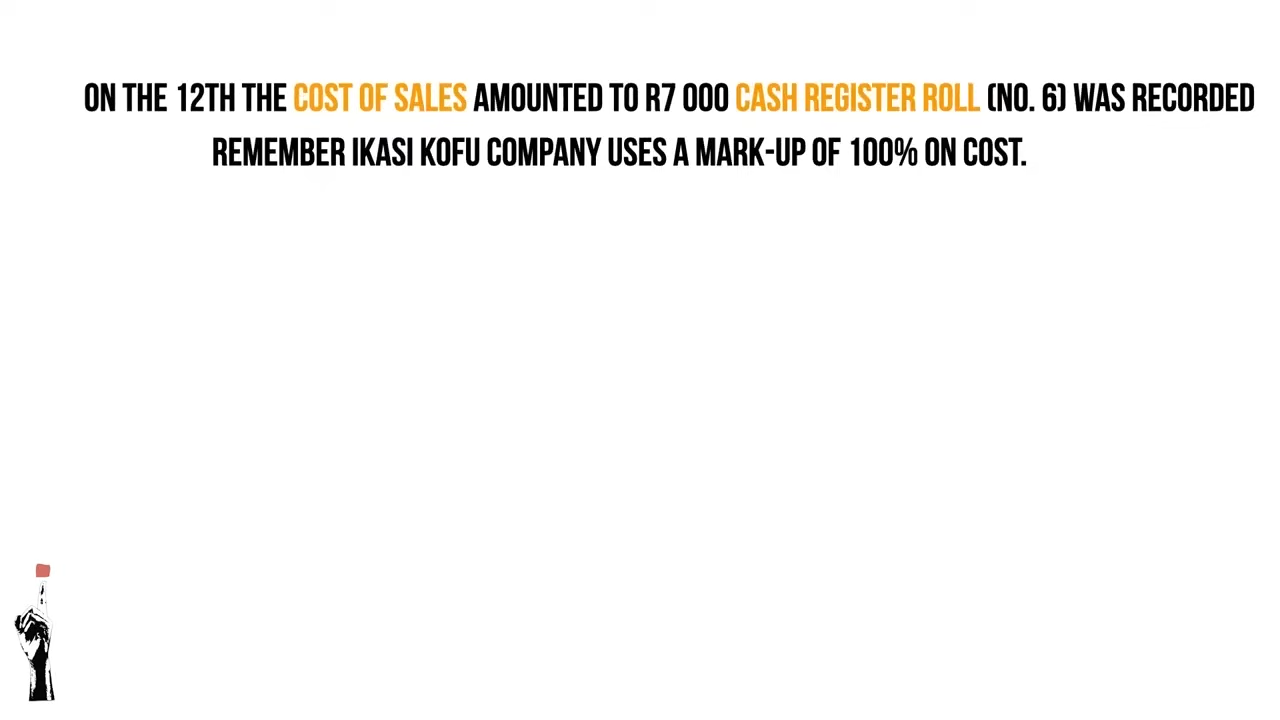 ON THE 12TH THE COST OF SALES AMOUNTED TO R7 000 CASH REGISTER ROLL (NO. 6) WAS RECORDED
REMEMBER IKASI KOFU COMPANY USES A MARK-UP OF 100% ON COST.